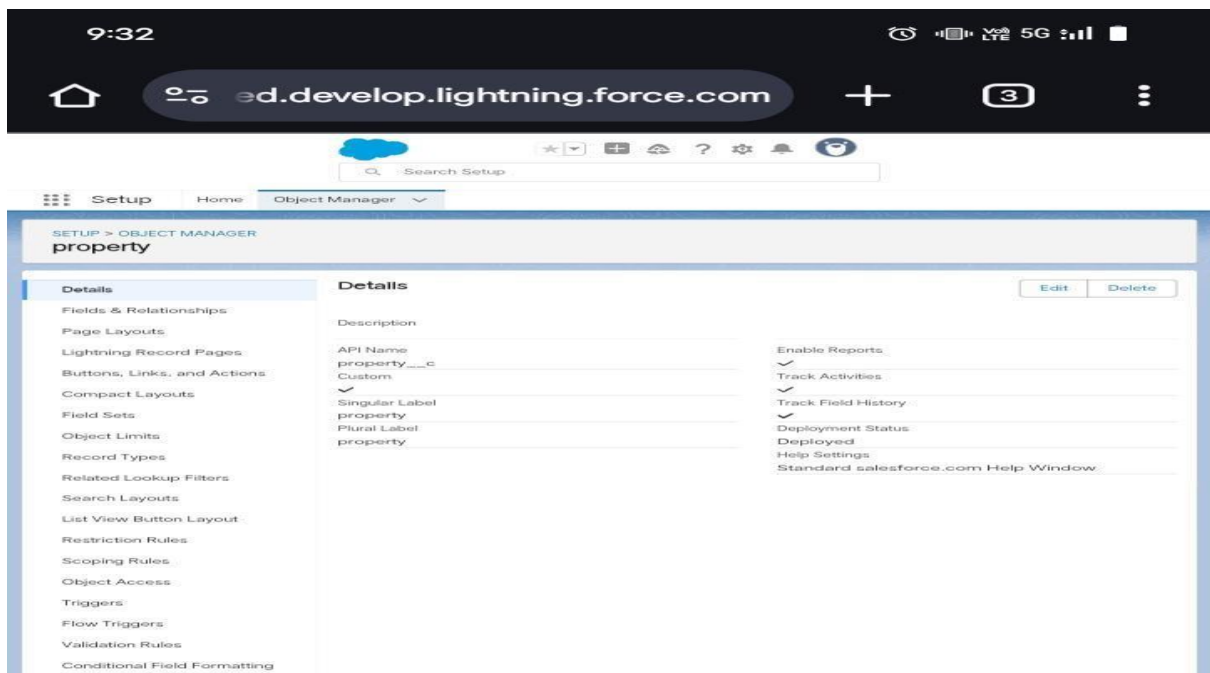 9:32
Vo)) LTE 5G
ed.develop.lightning.force.com
3
Search Setup
Setup Home Object Manager
SETUP > OBJECT MANAGER
property
Details
Fields & Relationships
Page Layouts
Lightning Record Pages
Buttons, Links, and Actions
Compact Layouts
Field Sets
Object Limits
Record Types
Related Lookup Filters
Search Layouts
List View Button Layout
Restriction Rules
Scoping Rules
Object Access
Triggers
Flow Triggers
Validation Rules
Conditional Field Formatting
Details
Edit Delete
Description
API Name
property__c
Custom
Singular Label
property
Plural Label
property
Enable Reports
Track Activities
Track Field History
Deployment Status
Deployed
Help Settings
Standard salesforce.com Help Window